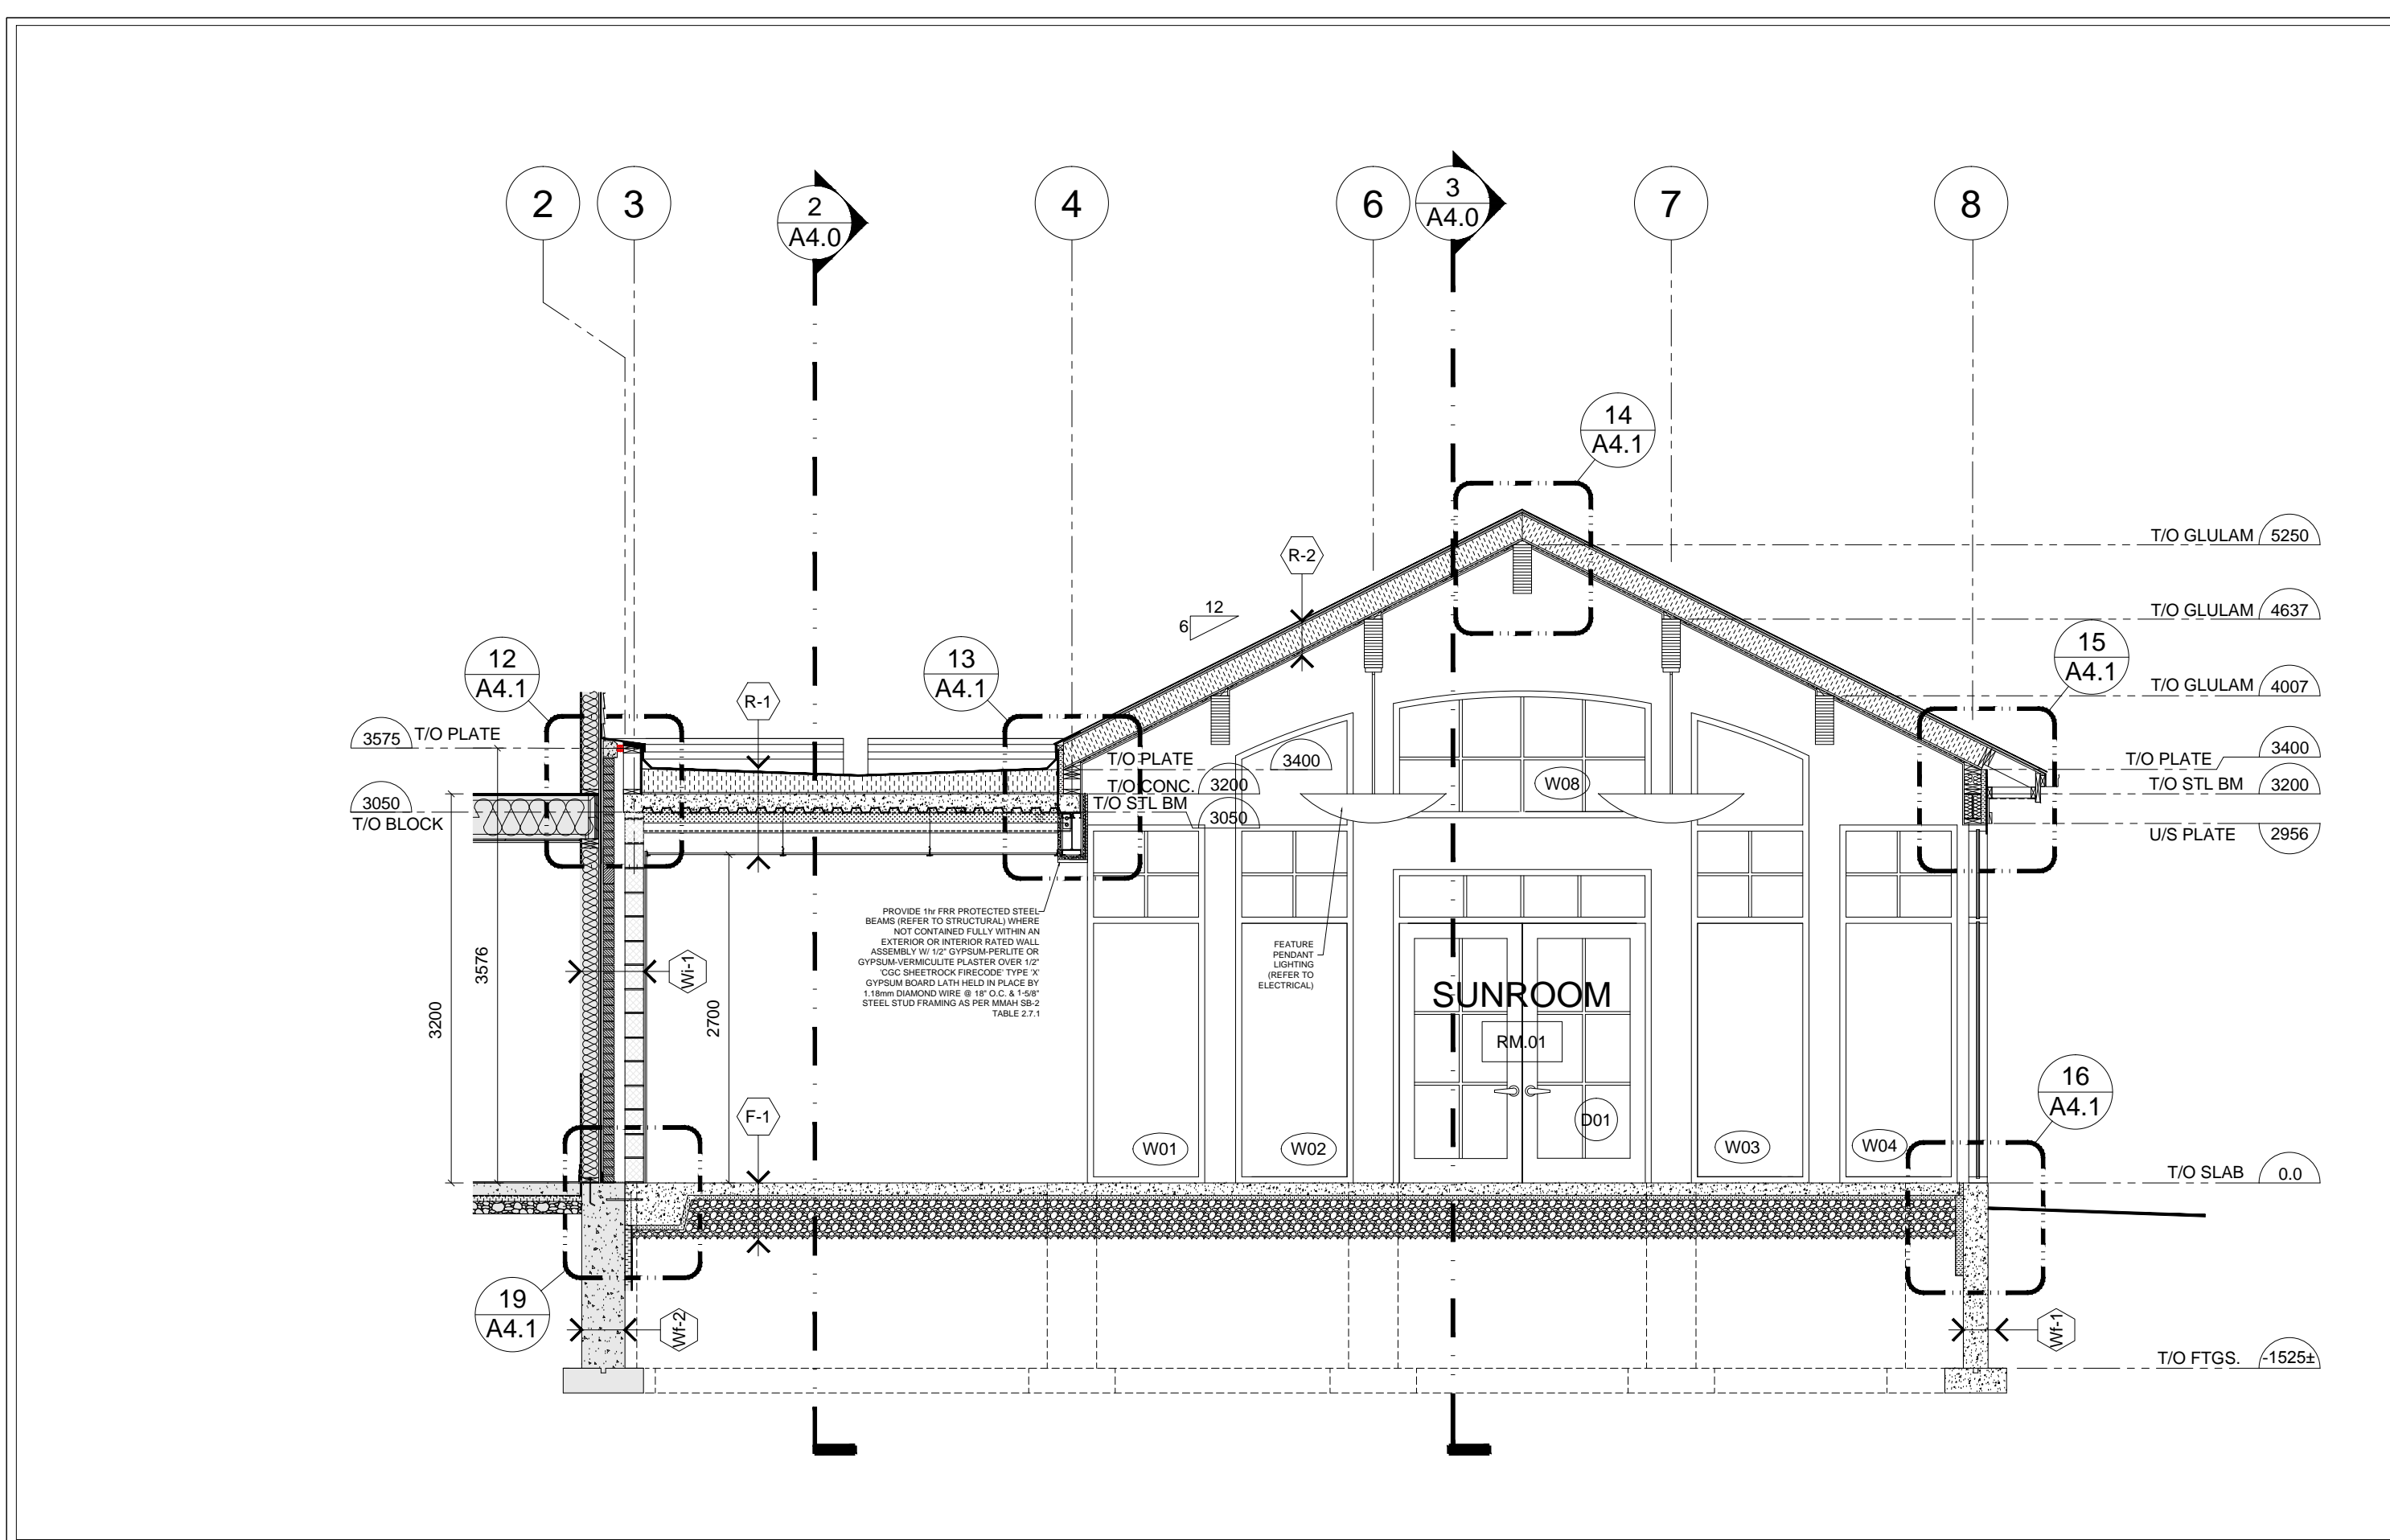 2
3
2
A4.0
4
6
3
A4.0
7
8
14
A4.1
R-2
T/O GLULAM 5250
12
6
T/O GLULAM 4637
12
A4.1
13
A4.1
15
A4.1
R-1
T/O GLULAM 4007
3575 T/O PLATE
T/O PLATE 3400
T/O PLATE 3400
T/O CONC. 3200
T/O STL BM 3200
W08
3050
T/O BLOCK
T/O STL BM
3050
U/S PLATE 2956
PROVIDE 1hr FRR PROTECTED STEEL
BEAMS (REFER TO STRUCTURAL) WHERE
NOT CONTAINED FULLY WITHIN AN
EXTERIOR OR INTERIOR RATED WALL
ASSEMBLY W/ 1/2" GYPSUM-PERLITE OR
GYPSUM-VERMICULITE PLASTER OVER 1/2"
'CGC SHEETROCK FIRECODE' TYPE 'X'
GYPSUM BOARD LATH HELD IN PLACE BY
1.18mm DIAMOND WIRE @ 18" O.C. & 1-5/8"
STEEL STUD FRAMING AS PER MMAH SB-2
TABLE 2.7.1
FEATURE
PENDANT
LIGHTING
(REFER TO
ELECTRICAL)
3576
3200
Wi-1
2700
SUNROOM
RM.01
16
A4.1
F-1
D01
W01
W02
W03
W04
T/O SLAB 0.0
19
A4.1
Wf-2
Wf-1
T/O FTGS. -1525±